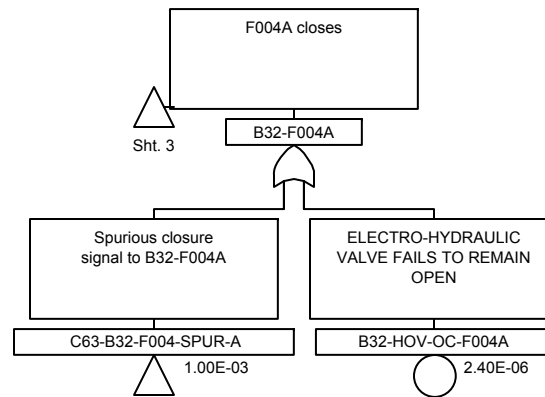 F004A closes
Sht. 3
B32-F004A
Spurious closure
signal to B32-F004A
ELECTRO-HYDRAULIC
VALVE FAILS TO REMAIN
OPEN
C63-B32-F004-SPUR-A
B32-HOV-OC-F004A
1.00E-03
2.40E-06